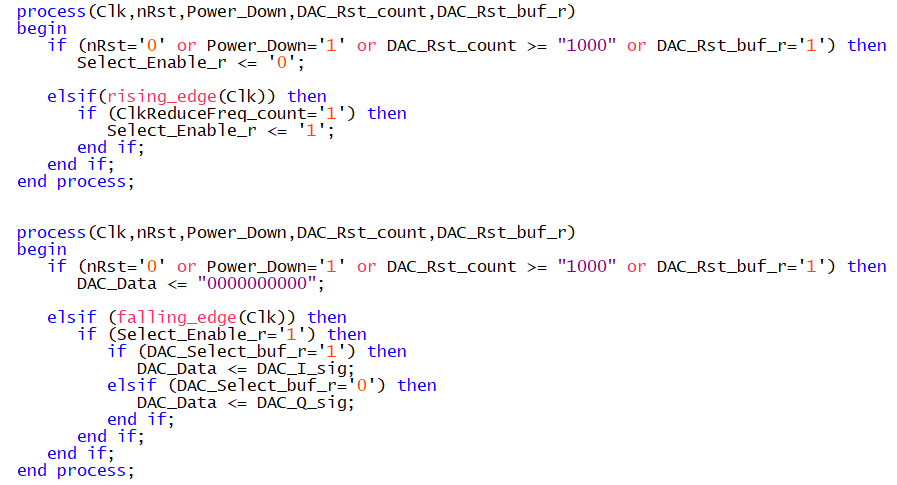 process(Clk,nRst,Power_Down,DAC_Rst_count,DAC_Rst_buf_r)
begin
   if (nRst='0' or Power_Down='1' or DAC_Rst_count >= "1000" or DAC_Rst_buf_r='1') then
      Select_Enable_r <= '0';

   elsif(rising_edge(Clk)) then
      if (ClkReduceFreq_count='1') then
         Select_Enable_r <= '1';
      end if;
   end if;
end process;


process(Clk,nRst,Power_Down,DAC_Rst_count,DAC_Rst_buf_r)
begin
   if (nRst='0' or Power_Down='1' or DAC_Rst_count >= "1000" or DAC_Rst_buf_r='1') then
      DAC_Data <= "0000000000";

   elsif (falling_edge(Clk)) then
      if (Select_Enable_r='1') then
         if (DAC_Select_buf_r='1') then
            DAC_Data <= DAC_I_sig;
         elsif (DAC_Select_buf_r='0') then
            DAC_Data <= DAC_Q_sig;
         end if;
      end if;
   end if;
end process;